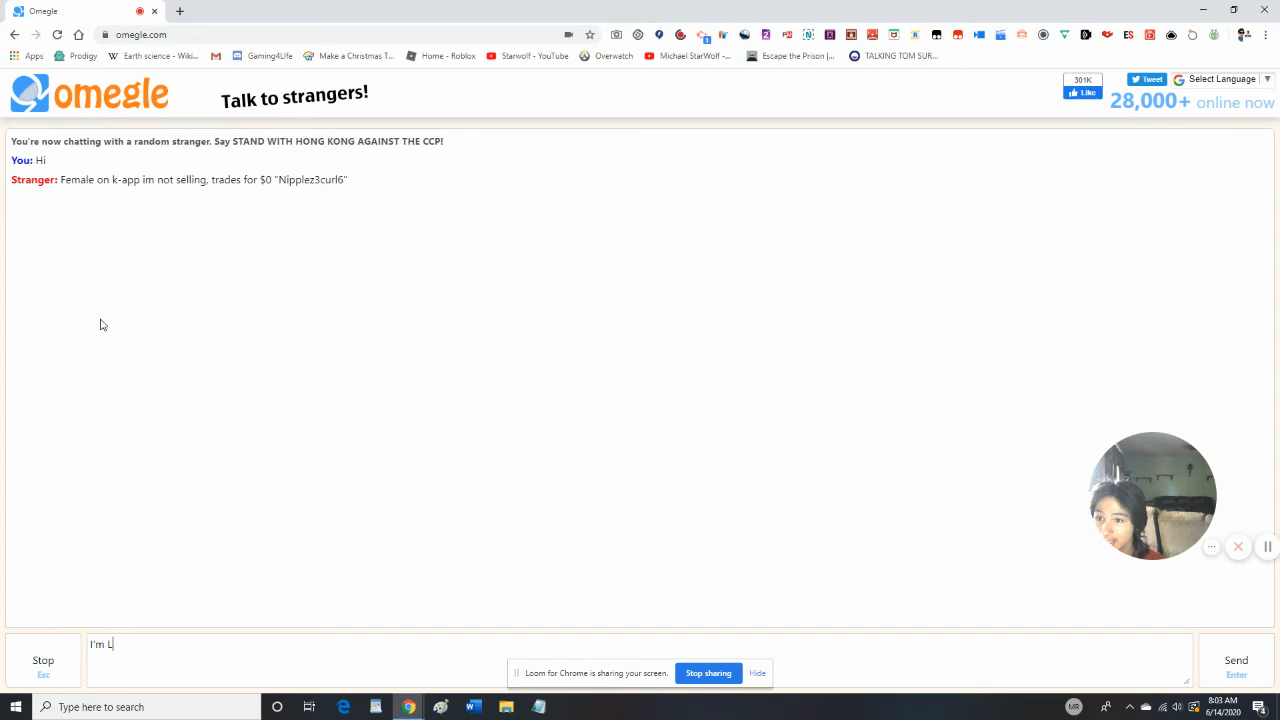 Omegle
omegle.com
Apps Prodigy Earth science - Wiki... Gaming4Life Make a Christmas T... Home - Roblox Starwolf - YouTube Overwatch Michael StarWolf -... Escape the Prison |... TALKING TOM SUR...
omegle Talk to strangers!
301K Like
Tweet
Select Language
28,000+ online now
You're now chatting with a random stranger. Say STAND WITH HONG KONG AGAINST THE CCP!
You: Hi
Stranger: Female on k-app im not selling, trades for $0 "Nipplez3curl6"
I'm L
Stop
Esc
Send
Enter
Loom for Chrome is sharing your screen. Stop sharing Hide
Type here to search
MR
8:03 AM
6/14/2020
4